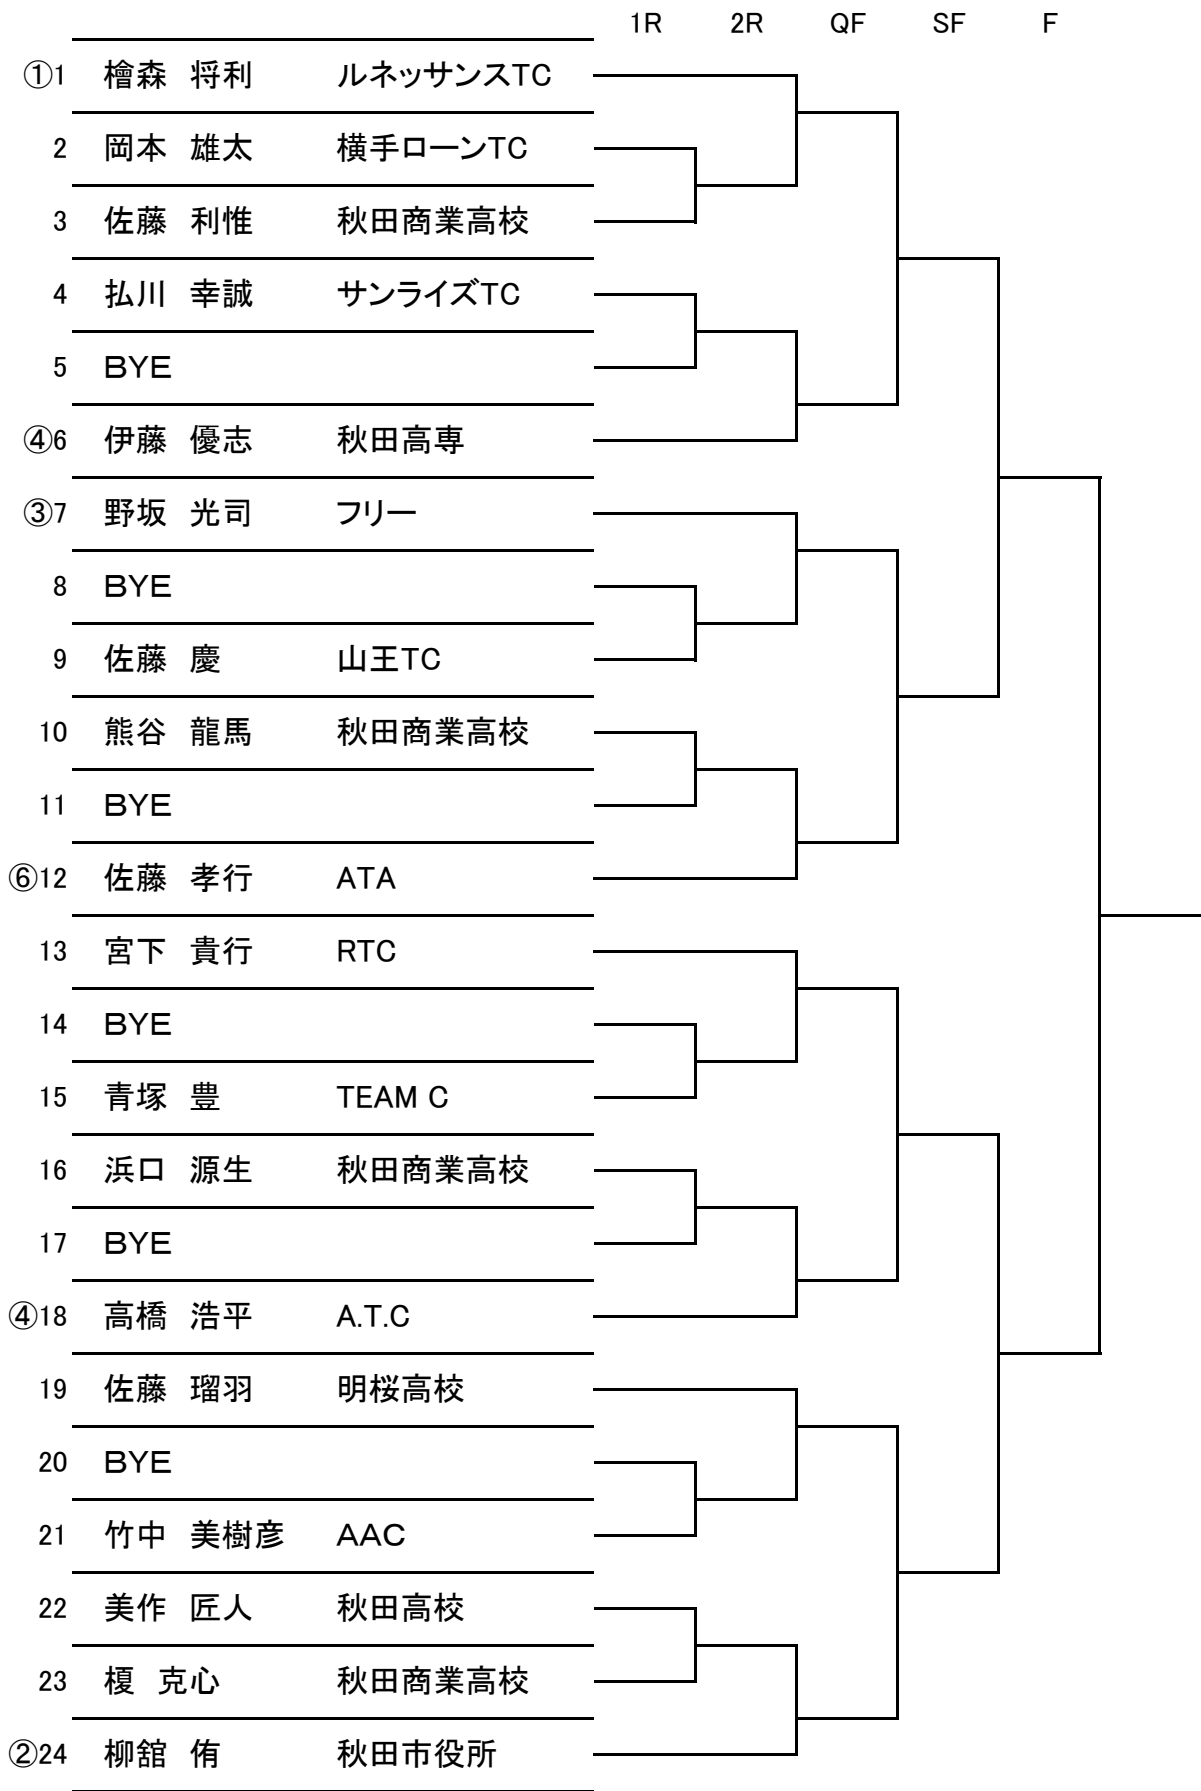 1R 2R QF SF F
①1 檜森 将利 ルネッサンスTC
2 岡本 雄太 横手ローンTC
3 佐藤 利惟 秋田商業高校
4 払川 幸誠 サンライズTC
5 BYE
④6 伊藤 優志 秋田高専
③7 野坂 光司 フリー
8 BYE
9 佐藤 慶 山王TC
10 熊谷 龍馬 秋田商業高校
11 BYE
⑥12 佐藤 孝行 ATA
13 宮下 貴行 RTC
14 BYE
15 青塚 豊 TEAM C
16 浜口 源生 秋田商業高校
17 BYE
④18 高橋 浩平 A.T.C
19 佐藤 瑠羽 明桜高校
20 BYE
21 竹中 美樹彦 AAC
22 美作 匠人 秋田高校
23 榎 克心 秋田商業高校
②24 柳舘 侑 秋田市役所